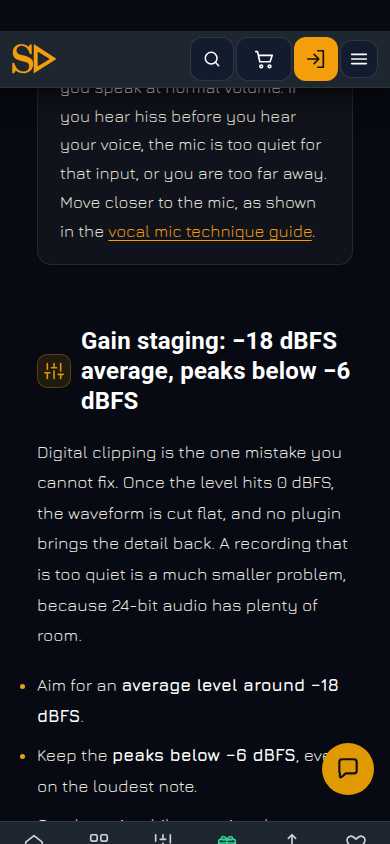 SD
you speak at normal volume. If
you hear hiss before you hear
your voice, the mic is too quiet for
that input, or you are too far away.
Move closer to the mic, as shown
in the vocal mic technique guide.
Gain staging: −18 dBFS
average, peaks below −6
dBFS
Digital clipping is the one mistake you
cannot fix. Once the level hits 0 dBFS,
the waveform is cut flat, and no plugin
brings the detail back. A recording that
is too quiet is a much smaller problem,
because 24-bit audio has plenty of
room.
Aim for an average level around −18
dBFS.
Keep the peaks below −6 dBFS,
on the loudest note.